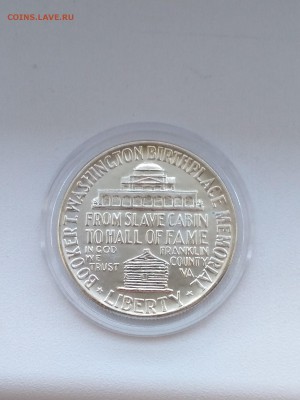 COINS.LAVE.RU
BOOKER T. WASHINGTON BIRTHPLACE MEMORIAL
FROM SLAVE CABIN
TO HALL OF FAME
IN GOD
WE
TRUST
FRANKLIN
COUNTY
VA.
LIBERTY